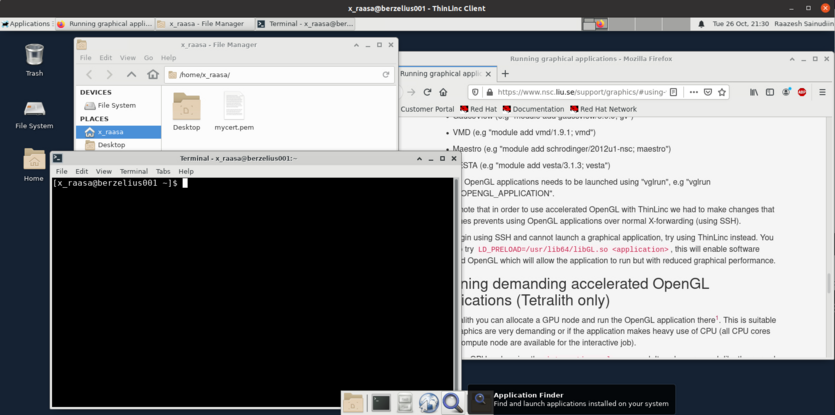 x_raasa@berzelius001 - ThinLinc Client
Applications
Running graphical appli...
x_raasa - File Manager
Terminal - x_raasa@ber...
Tue 26 Oct, 21:30
Raazesh Sainudiin
Trash
File System
Home
x_raasa - File Manager
File Edit View Go Help
/home/x_raasa/
DEVICES
File System
PLACES
x_raasa
Desktop
Desktop
mycert.pem
Running graphical applications - Mozilla Firefox
Running graphical applic
https://www.nsc.liu.se/support/graphics/#using-
Customer Portal Red Hat Documentation Red Hat Network
VMD (e.g "module add vmd/1.9.1; vmd")
Maestro (e.g "module add schrodinger/2012u1-nsc; maestro")
STA (e.g "module add vesta/3.1.3; vesta")
OpenGL applications needs to be launched using "vglrun", e.g "vglrun
OPENGL_APPLICATION".
note that in order to use accelerated OpenGL with ThinLinc we had to make changes that
nes prevents using OpenGL applications over normal X-forwarding (using SSH).
gin using SSH and cannot launch a graphical application, try using ThinLinc instead. You
try LD_PRELOAD=/usr/lib64/libGL.so <application>, this will enable software
d OpenGL which will allow the application to run but with reduced graphical performance.
ning demanding accelerated OpenGL
ications (Tetralith only)
alith you can allocate a GPU node and run the OpenGL application there1. This is suitable
aphics are very demanding or if the application makes heavy use of CPU (all CPU cores
ompute node are available for the interactive job).
Terminal - x_raasa@berzelius001:~
File Edit View Terminal Tabs Help
[x_raasa@berzelius001 ~]$
Application Finder
Find and launch applications installed on your system